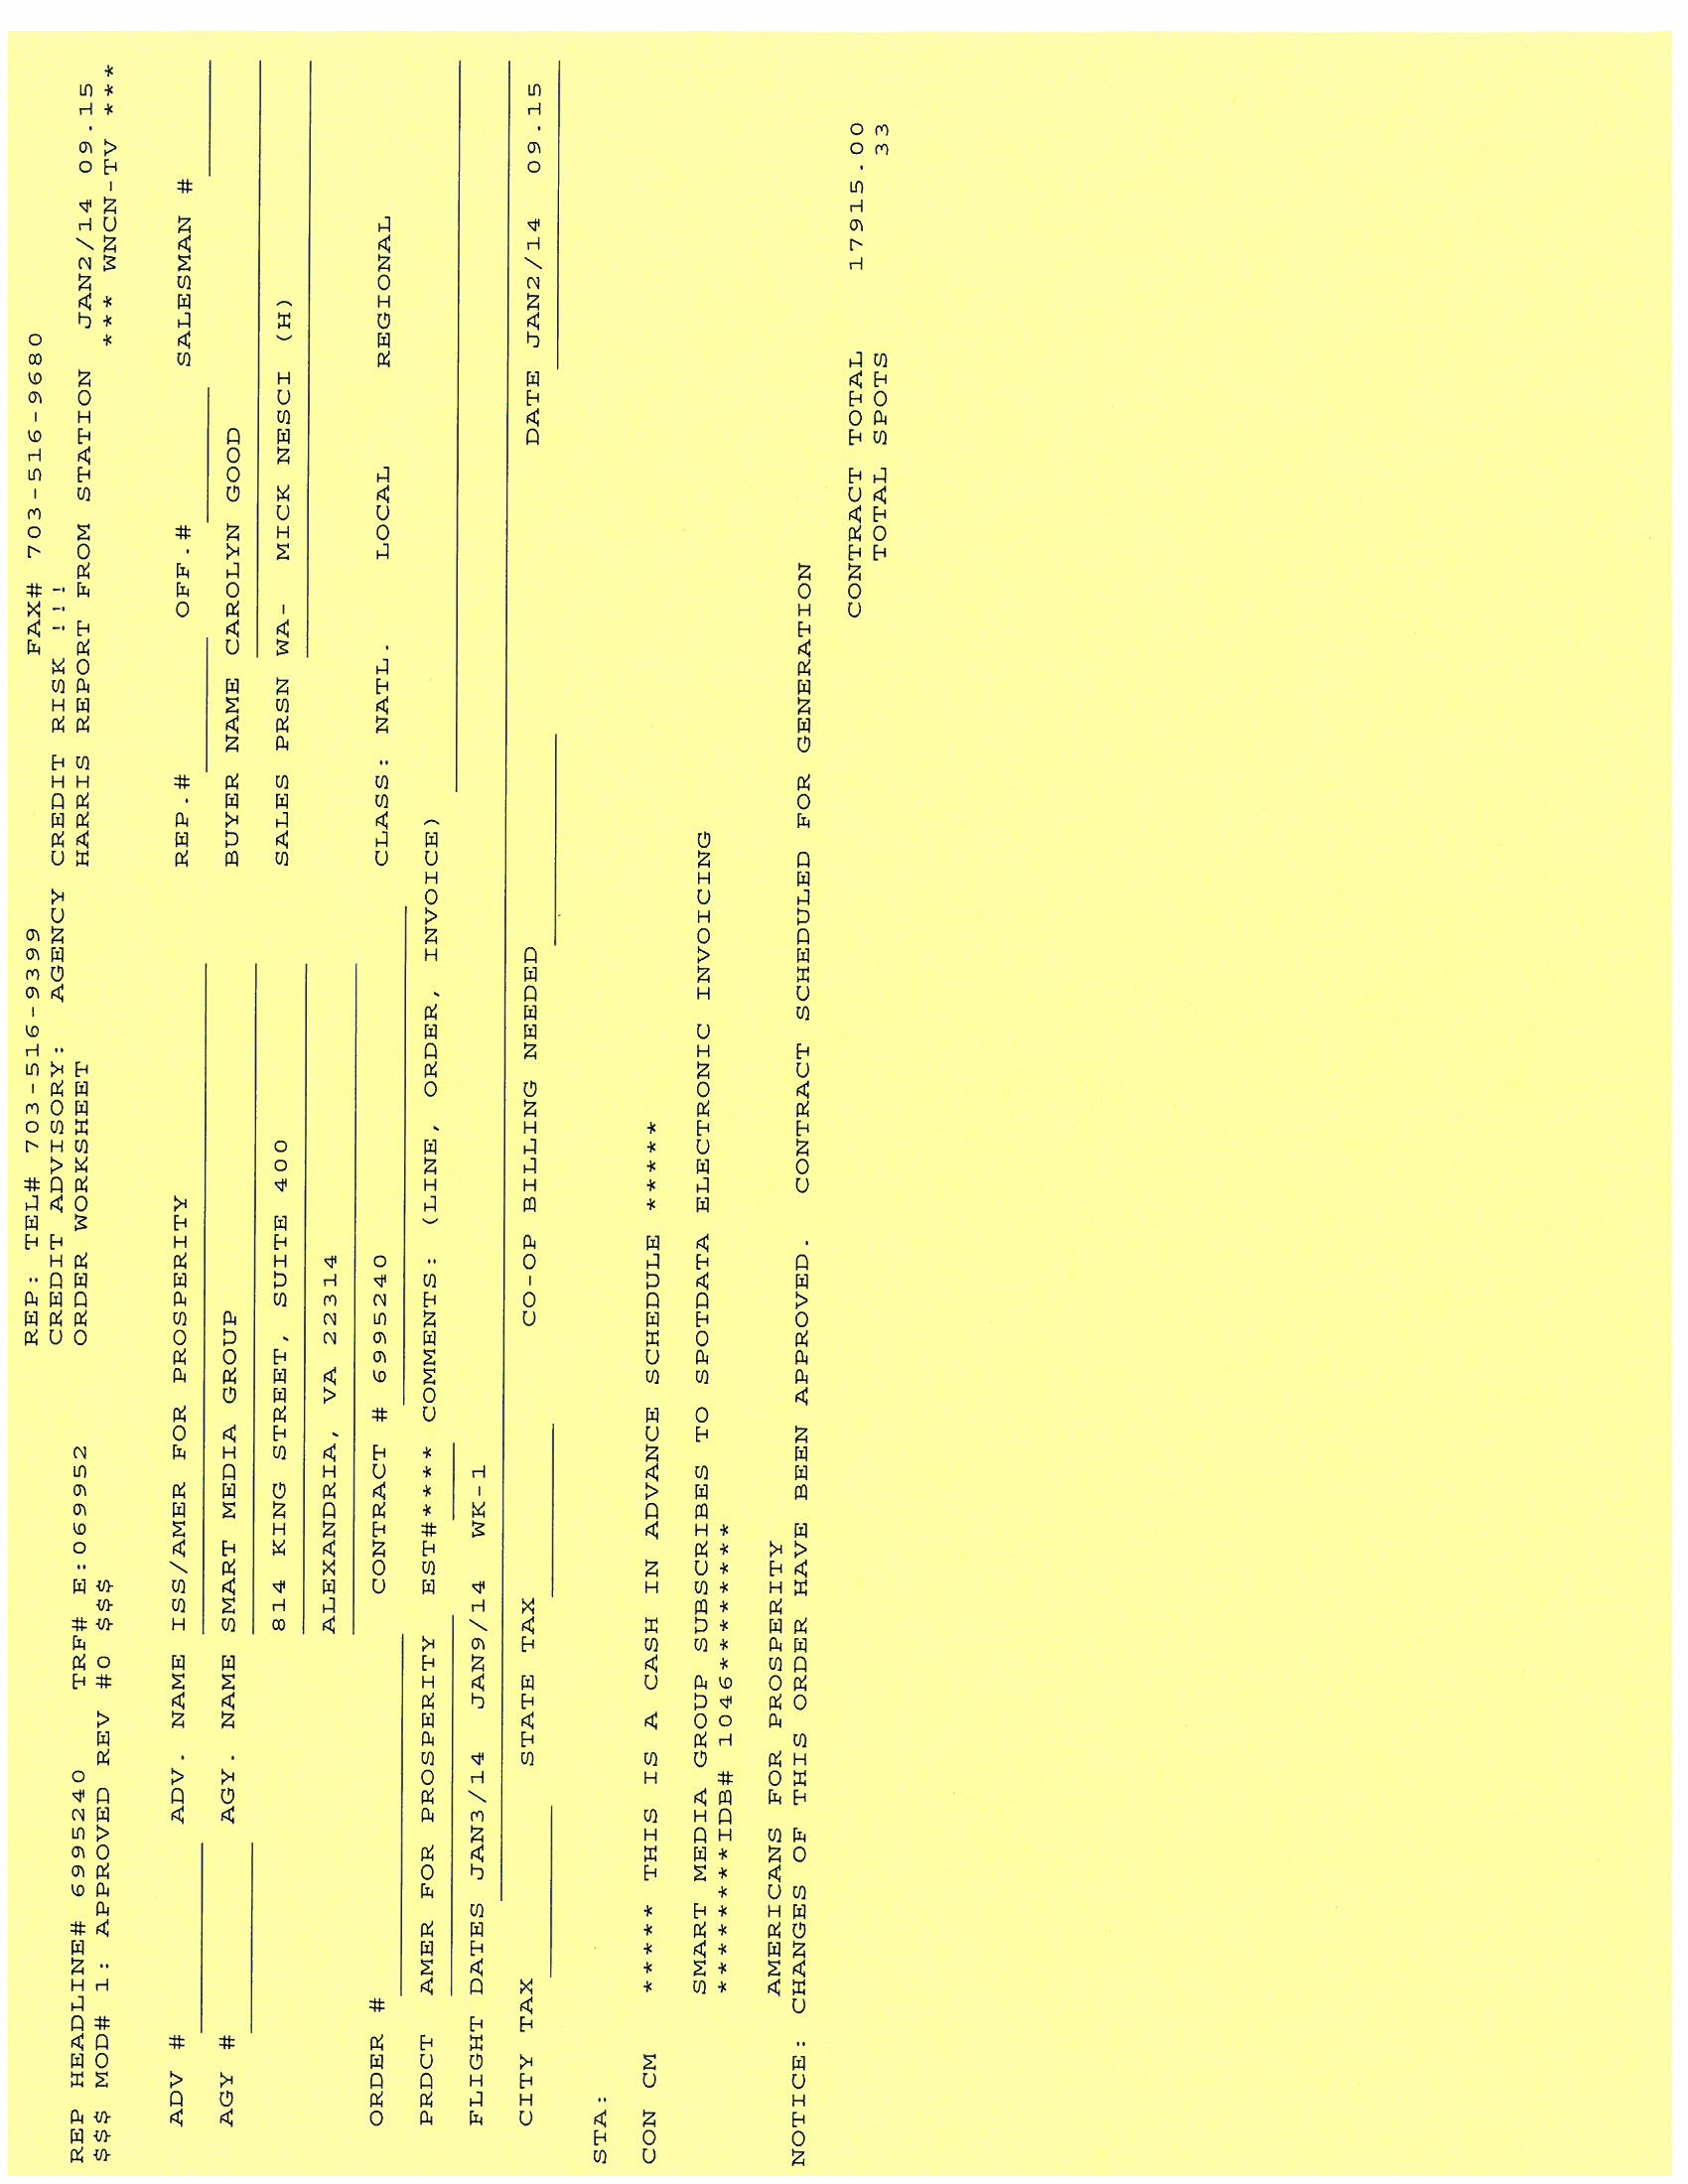 REP: TEL# 703-516-9399 FAX# 703-516-9680
CREDIT ADVISORY: AGENCY CREDIT RISK !!!
REP HEADLINE# 6995240 TRF# E:069952 ORDER WORKSHEET HARRIS REPORT FROM STATION JAN2/14 09.15
$$$ MOD# 1: APPROVED REV #0 $$$ *** WNCN-TV ***
ADV # ADV. NAME ISS/AMER FOR PROSPERITY REP.# OFF.# SALESMAN #
AGY # AGY. NAME SMART MEDIA GROUP BUYER NAME CAROLYN GOOD
814 KING STREET, SUITE 400 SALES PRSN WA- MICK NESCI (H)
ALEXANDRIA, VA 22314
ORDER # CONTRACT # 6995240 CLASS: NATL. LOCAL REGIONAL
PRDCT AMER FOR PROSPERITY EST#**** COMMENTS: (LINE, ORDER, INVOICE)
FLIGHT DATES JAN3/14 JAN9/14 WK-1
CITY TAX STATE TAX CO-OP BILLING NEEDED DATE JAN2/14 09.15
STA:
CON CM ***** THIS IS A CASH IN ADVANCE SCHEDULE *****
SMART MEDIA GROUP SUBSCRIBES TO SPOTDATA ELECTRONIC INVOICING
*********IDB# 1046*********
AMERICANS FOR PROSPERITY
NOTICE: CHANGES OF THIS ORDER HAVE BEEN APPROVED. CONTRACT SCHEDULED FOR GENERATION
CONTRACT TOTAL 17915.00
TOTAL SPOTS 33